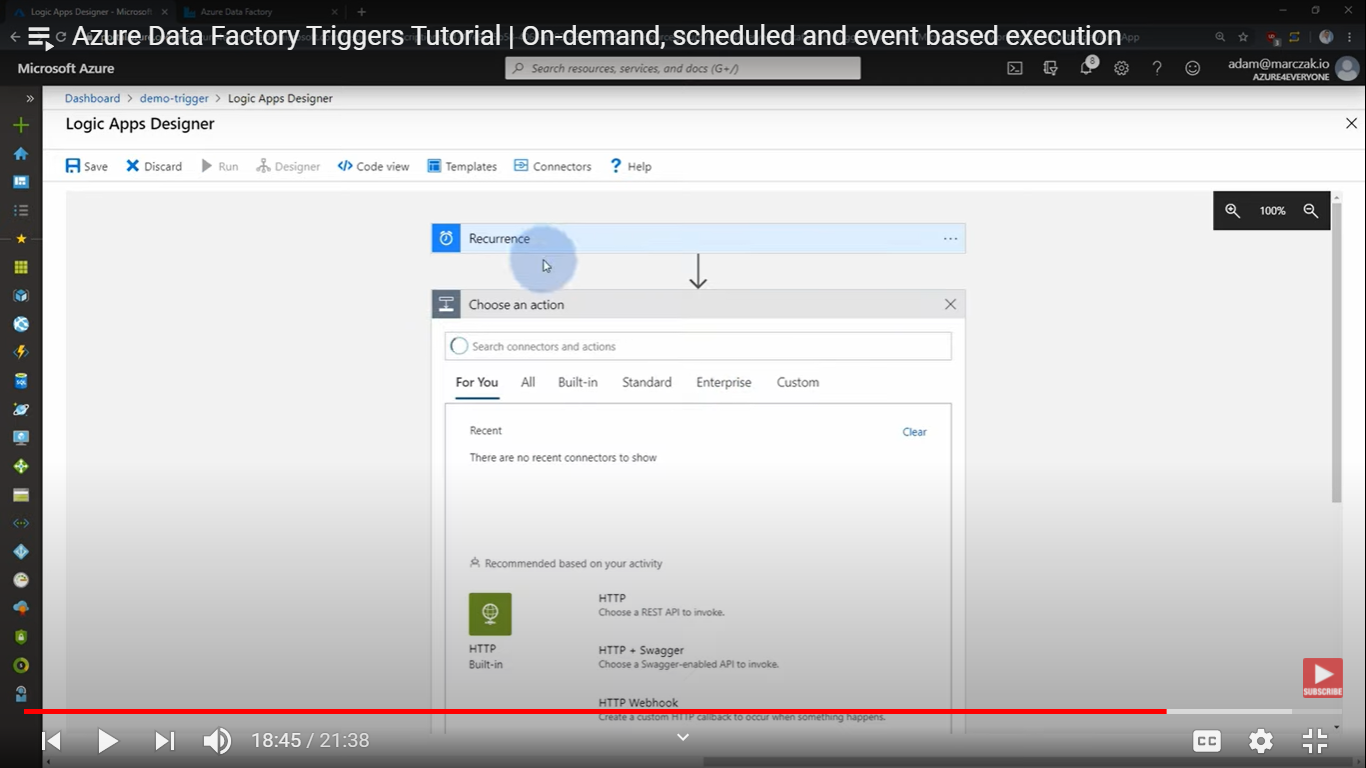 Logic Apps Designer - Microsoft
Azure Data Factory
Azure Data Factory Triggers Tutorial | On-demand, scheduled and event based execution
Microsoft Azure
Search resources, services, and docs (G+/)
8
adam@marczak.io
AZURE4EVERYONE
Dashboard > demo-trigger > Logic Apps Designer
Logic Apps Designer
Save Discard Run Designer Code view Templates Connectors Help
100%
Recurrence
Choose an action
Search connectors and actions
For You All Built-in Standard Enterprise Custom
Recent Clear
There are no recent connectors to show
Recommended based on your activity
HTTP
Built-in
HTTP
Choose a REST API to invoke.
HTTP + Swagger
Choose a Swagger-enabled API to invoke.
HTTP Webhook
Create a custom HTTP callback to occur when something happens.
SUBSCRIBE
18:45 / 21:38
CC